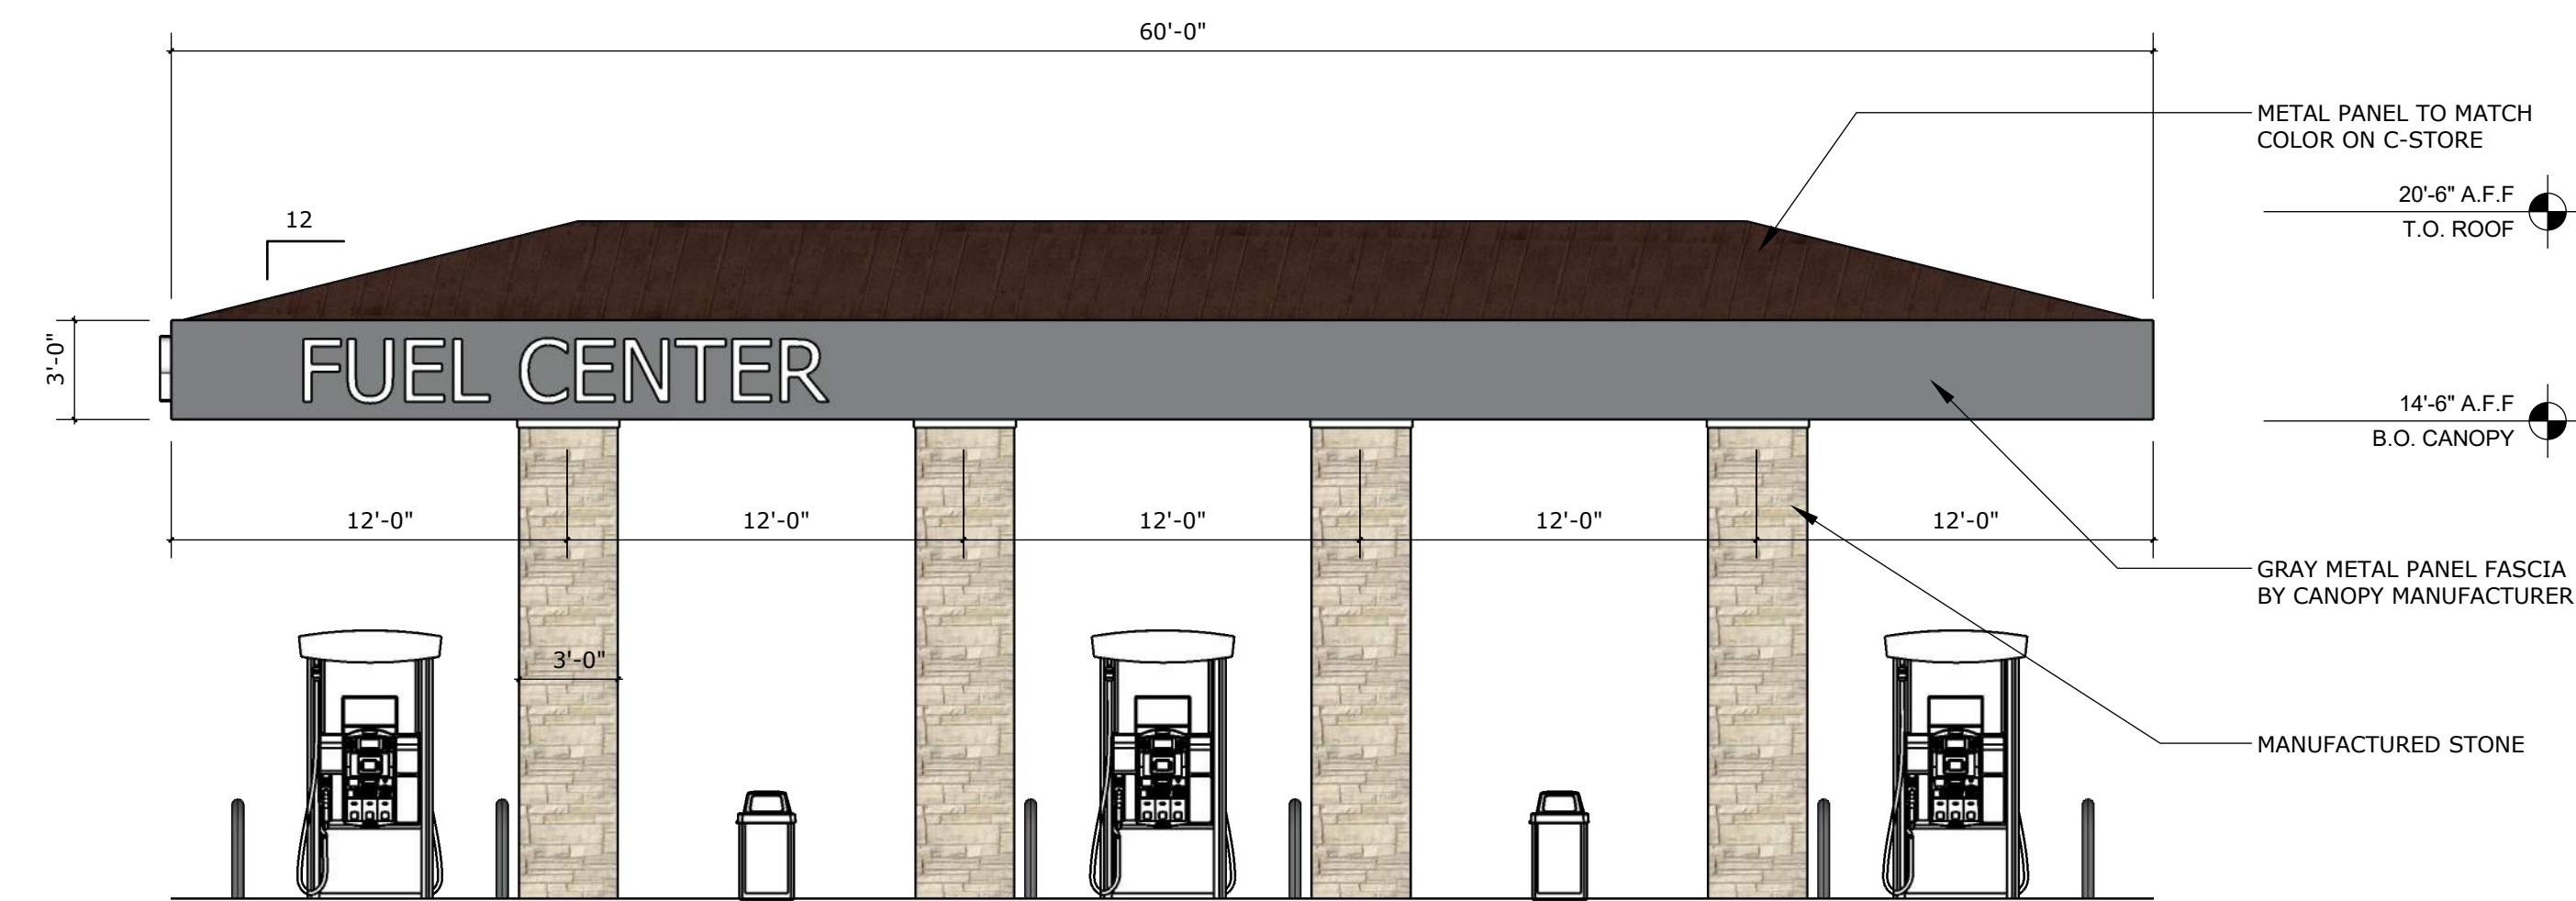 60'-0"
METAL PANEL TO MATCH
COLOR ON C-STORE
20'-6" A.F.F
T.O. ROOF
12
3'-0"
FUEL CENTER
14'-6" A.F.F
B.O. CANOPY
12'-0" 12'-0" 12'-0" 12'-0" 12'-0"
GRAY METAL PANEL FASCIA
BY CANOPY MANUFACTURER
3'-0"
MANUFACTURED STONE